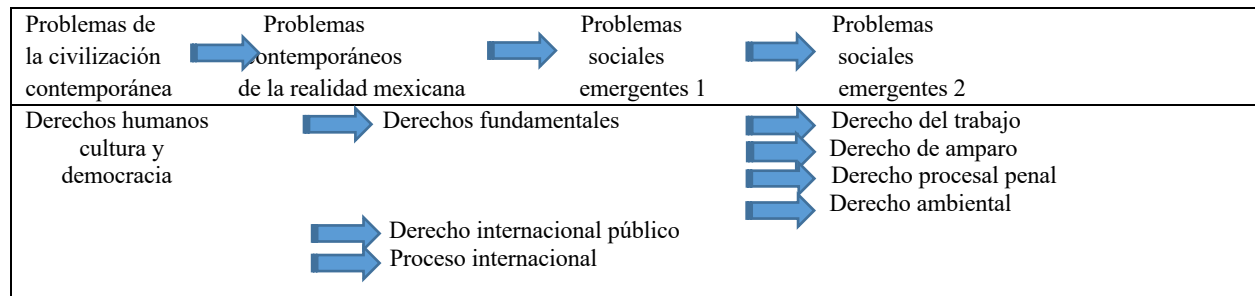 Problemas de
la civilización
contemporánea
Problemas
contemporáneos
de la realidad mexicana
Problemas
sociales
emergentes 1
Problemas
sociales
emergentes 2
Derechos humanos
cultura y
democracia
Derechos fundamentales
Derecho internacional público
Proceso internacional
Derecho del trabajo
Derecho de amparo
Derecho procesal penal
Derecho ambiental